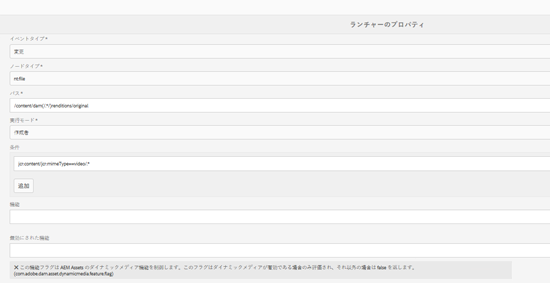 ランチャーのプロパティ
イベントタイプ *
変更
ノードタイプ *
nt:file
パス *
/content/dam(/.*/)renditions/original
実行モード *
作成者
条件
jcr:content/jcr:mimeType==video/.*
追加
機能
無効にされた機能
✕ この機能フラグは AEM Assets のダイナミックメディア機能を制御します。このフラグはダイナミックメディアが有効である場合のみ評価され、それ以外の場合は false を返します。
(com.adobe.dam.asset.dynamicmedia.feature.flag)